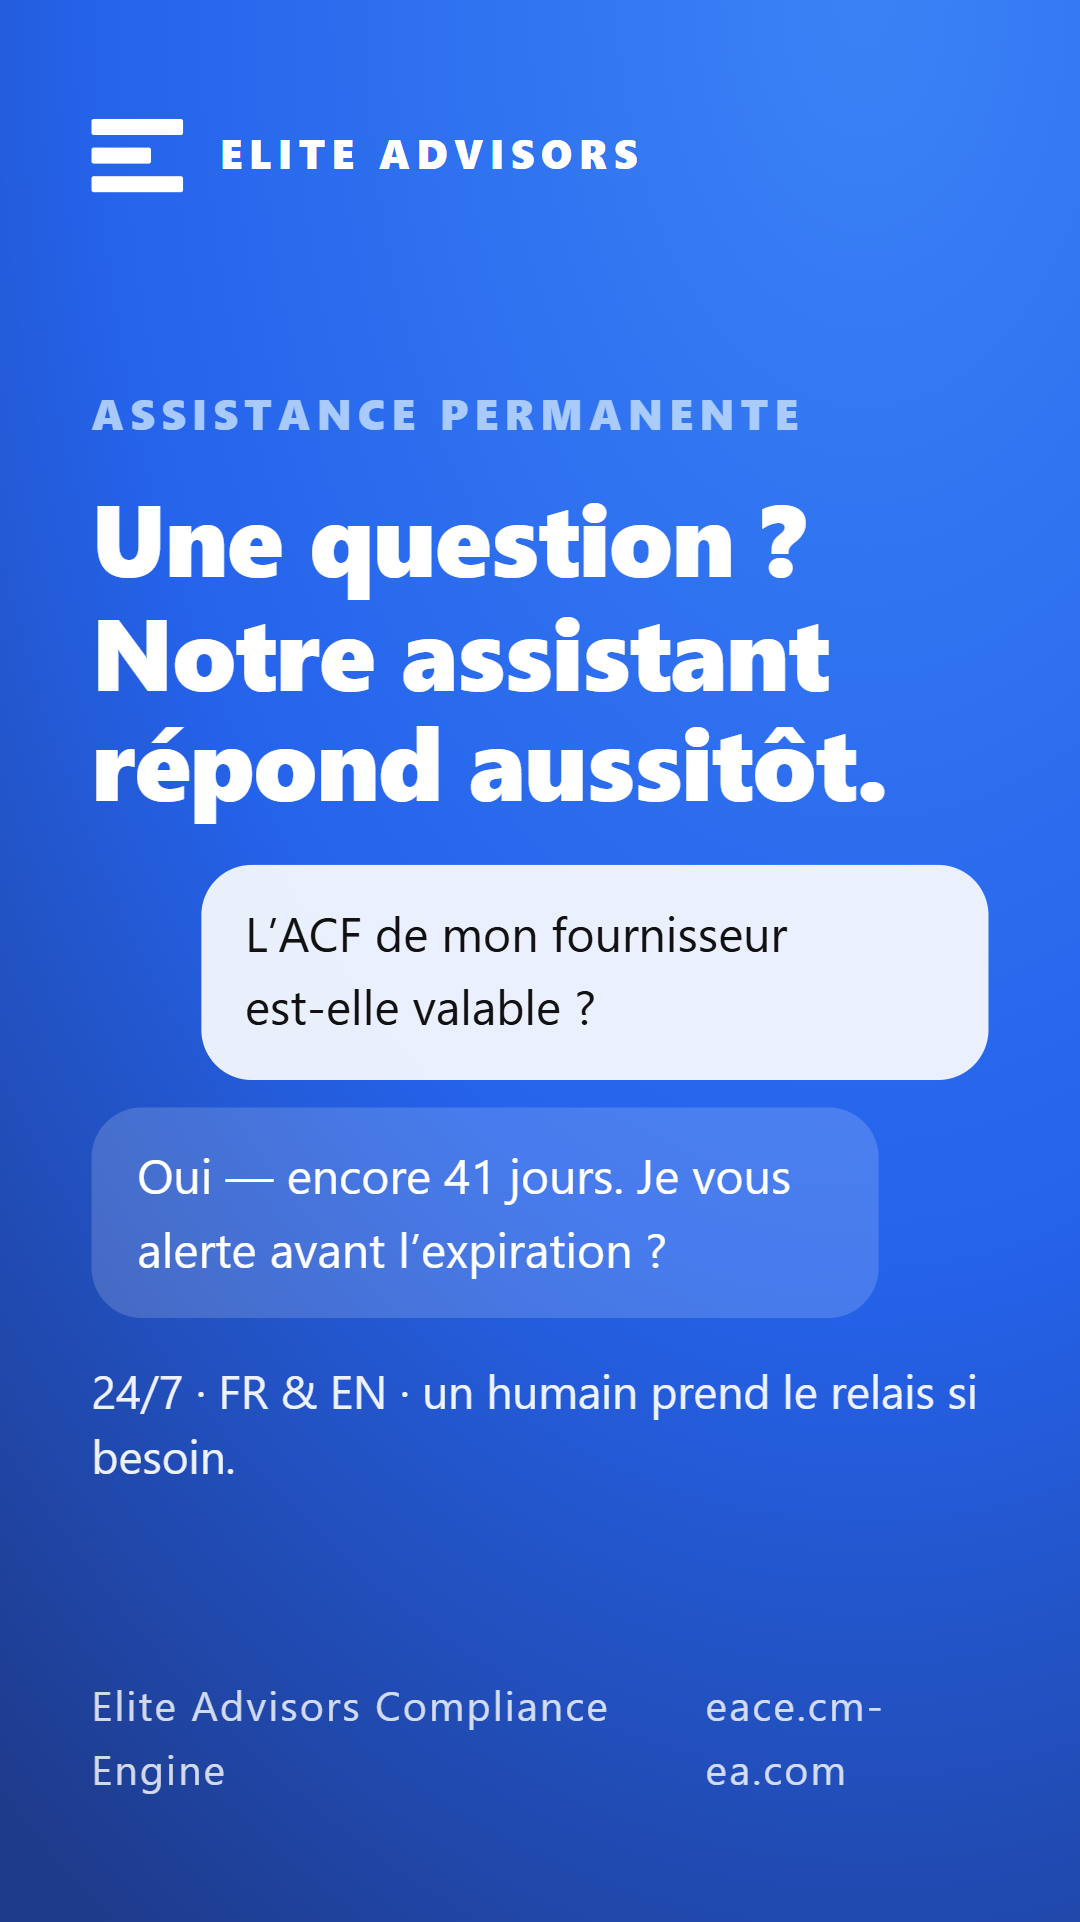 ELITE ADVISORS
ASSISTANCE PERMANENTE
Une question ?
Notre assistant
répond aussitôt.
L’ACF de mon fournisseur
est-elle valable ?
Oui — encore 41 jours. Je vous
alerte avant l’expiration ?
24/7 · FR & EN · un humain prend le relais si
besoin.
Elite Advisors Compliance
Engine
eace.cm-
ea.com